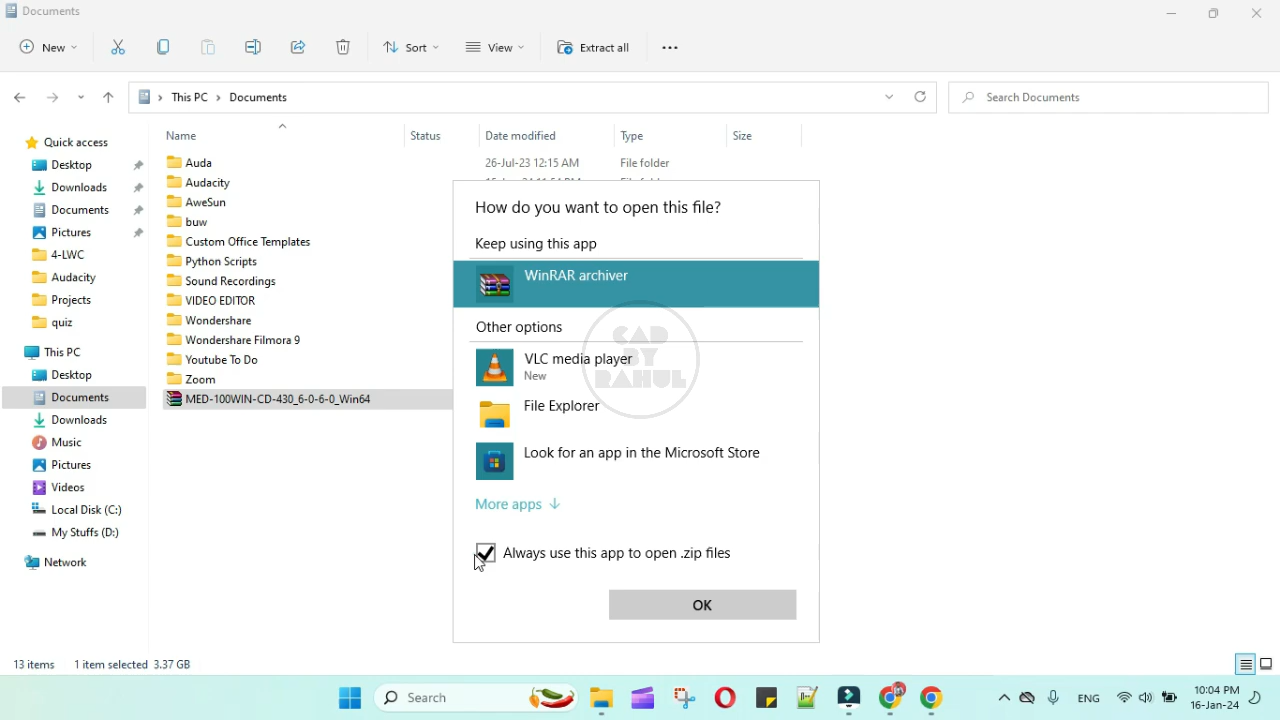 Documents
New
Sort
View
Extract all
This PC > Documents
Search Documents
Name
Status
Date modified
Type
Size
Quick access
Desktop
Downloads
Documents
Pictures
4-LWC
Audacity
Projects
quiz
This PC
Desktop
Documents
Downloads
Music
Pictures
Videos
Local Disk (C:)
My Stuffs (D:)
Network
Auda 26-Jul-23 12:15 AM File folder
Audacity
AweSun
buw
Custom Office Templates
Python Scripts
Sound Recordings
VIDEO EDITOR
Wondershare
Wondershare Filmora 9
Youtube To Do
Zoom
MED-100WIN-CD-430_6-0-6-0_Win64
How do you want to open this file?
Keep using this app
WinRAR archiver
Other options
VLC media player
New
File Explorer
Look for an app in the Microsoft Store
More apps
Always use this app to open .zip files
OK
CAD
BY
RAHUL
13 items 1 item selected 3.37 GB
Search
ENG
10:04 PM
16-Jan-24